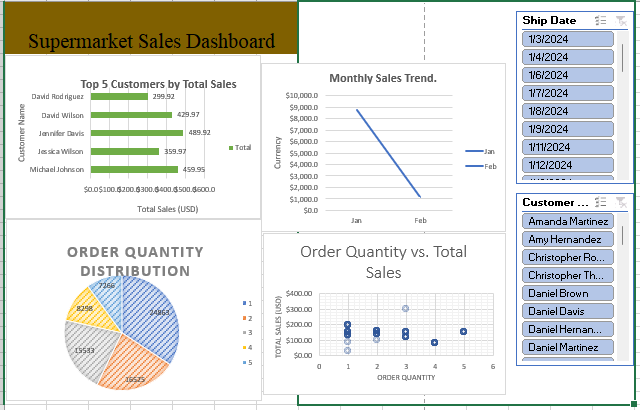 Supermarket Sales Dashboard
Top 5 Customers by Total Sales
Customer Name
David Rodriguez
299.92
David Wilson
429.97
Jennifer Davis
489.92
Jessica Wilson
359.97
Michael Johnson
459.95
Total
$0.0 $100.0 $200.0 $300.0 $400.0 $500.0 $600.0
Total Sales (USD)
Monthly Sales Trend.
Currency
$10,000.0
$9,000.0
$8,000.0
$7,000.0
$6,000.0
$5,000.0
$4,000.0
$3,000.0
$2,000.0
$1,000.0
$0.0
Jan Feb
Jan
Feb
ORDER QUANTITY
DISTRIBUTION
7266
8298
24863
15533
16525
1
2
3
4
5
Order Quantity vs. Total
Sales
TOTAL SALES (USD)
$400.00
$300.00
$200.00
$100.00
$0.00
0 1 2 3 4 5 6
ORDER QUANTITY
Ship Date
1/3/2024
1/4/2024
1/6/2024
1/7/2024
1/8/2024
1/9/2024
1/11/2024
1/12/2024
Customer ...
Amanda Martinez
Amy Hernandez
Christopher Ro...
Christopher Th...
Daniel Brown
Daniel Davis
Daniel Hernan...
Daniel Martinez